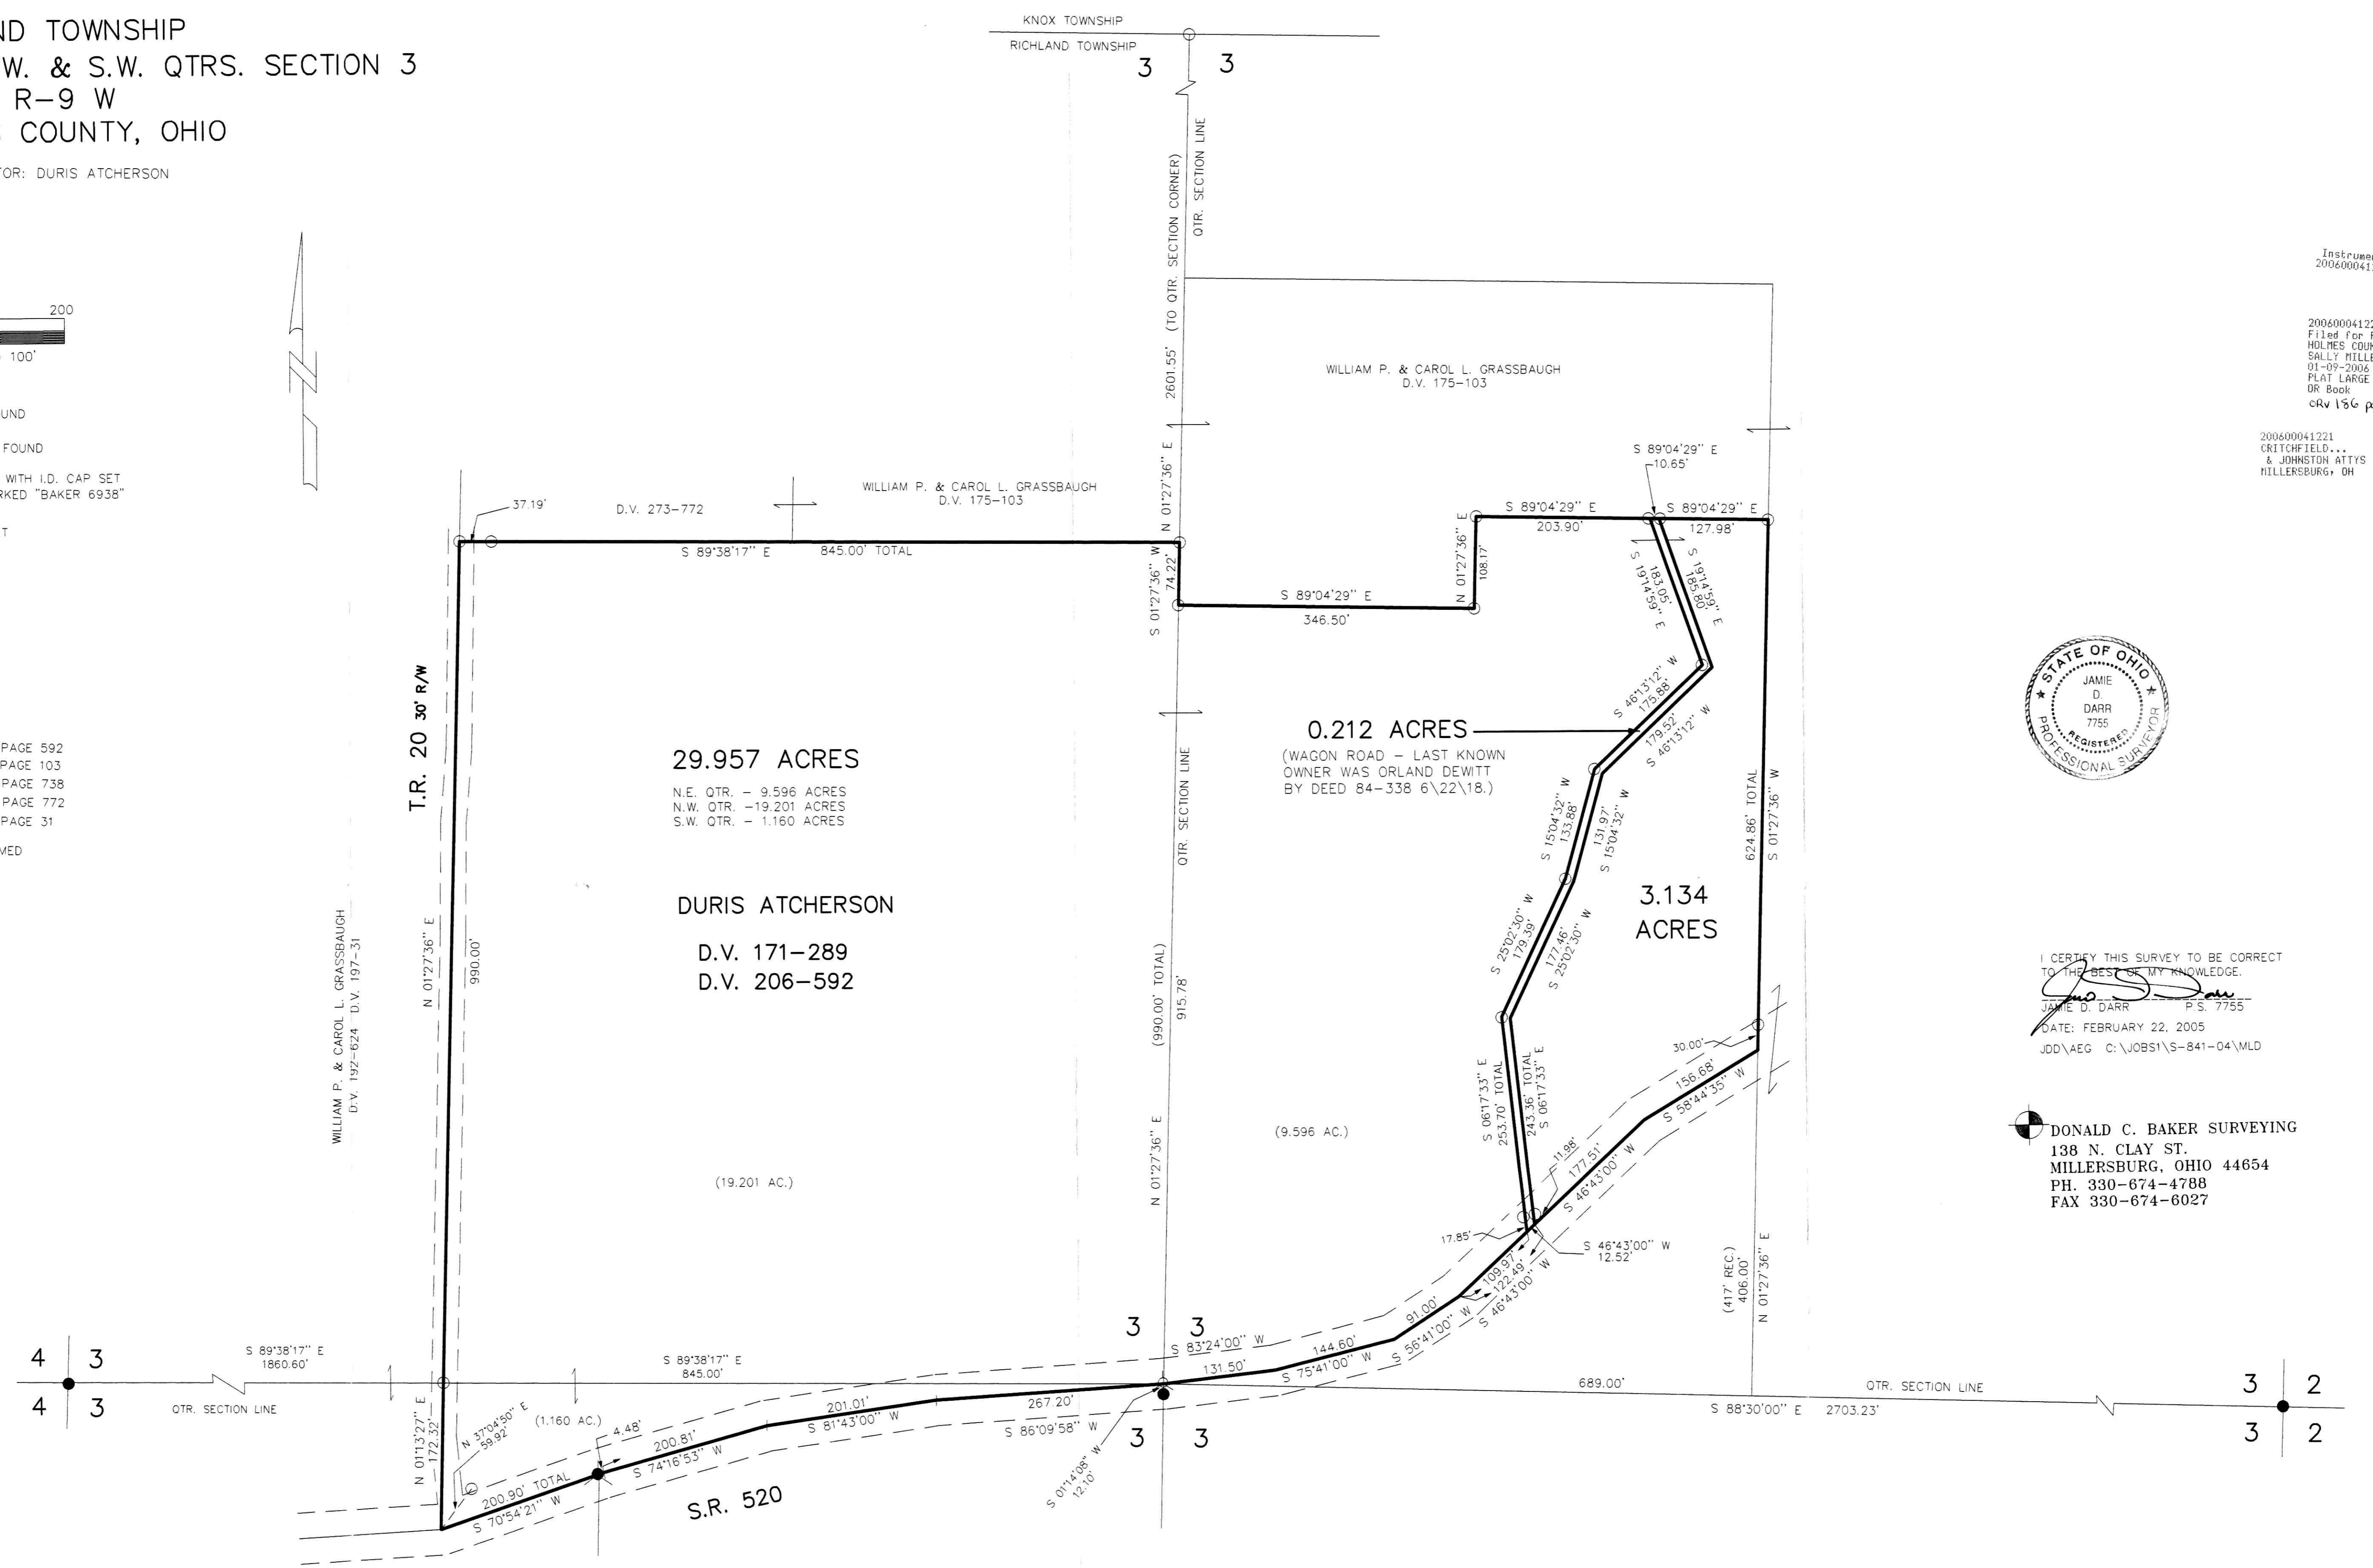 ND TOWNSHIP
W. & S.W. QTRS. SECTION 3
R-9 W
COUNTY, OHIO
TOR: DURIS ATCHERSON
200
100'
UND
FOUND
WITH I.D. CAP SET
RKED "BAKER 6938"
T
PAGE 592
PAGE 103
PAGE 738
PAGE 772
PAGE 31
MED
KNOX TOWNSHIP
RICHLAND TOWNSHIP
3 3
QTR. SECTION LINE
N 01°27'36" E 2601.55' (TO QTR. SECTION CORNER)
WILLIAM P. & CAROL L. GRASSBAUGH
D.V. 175-103
37.19'
D.V. 273-772
WILLIAM P. & CAROL L. GRASSBAUGH
D.V. 175-103
S 89°38'17" E 845.00' TOTAL
S 01°27'36" W
74.22'
S 89°04'29" E
346.50'
N 01°27'36" E
108.17'
S 89°04'29" E
203.90'
S 89°04'29" E
10.65'
S 89°04'29" E
127.98'
S 19°14'59" E
183.05'
S 19°14'59" E
185.80'
S 46°13'12" W
175.88'
179.52'
S 46°13'12" W
S 15°04'32" W
133.88'
131.97'
S 15°04'32" W
S 25°02'30" W
179.39'
177.46'
S 25°02'30" W
S 06°17'33" E
253.70' TOTAL
243.36' TOTAL
S 06°17'33" E
0.212 ACRES
(WAGON ROAD - LAST KNOWN
OWNER WAS ORLAND DEWITT
BY DEED 84-338 6\22\18.)
T.R. 20 30' R/W
29.957 ACRES
N.E. QTR. - 9.596 ACRES
N.W. QTR. -19.201 ACRES
S.W. QTR. - 1.160 ACRES
DURIS ATCHERSON
D.V. 171-289
D.V. 206-592
WILLIAM P. & CAROL L. GRASSBAUGH
D.V. 192-624 D.V. 197-31
N 01°27'36" E
990.00'
QTR. SECTION LINE
(990.00' TOTAL)
915.78'
N 01°27'36" E
3.134
ACRES
624.86' TOTAL
S 01°27'36" W
30.00'
156.68'
S 58°44'35" W
11.98'
177.51'
S 46°43'00" W
17.85'
S 46°43'00" W
12.52'
109.97'
122.49'
S 46°43'00" W
91.00'
S 56°41'00" W
144.60'
S 75°41'00" W
S 83°24'00" W
131.50'
(9.596 AC.)
(19.201 AC.)
(417' REC.)
406.00'
N 01°27'36" E
4 3
4 3
S 89°38'17" E
1860.60'
QTR. SECTION LINE
S 89°38'17" E
845.00'
3 3
3 3
689.00'
QTR. SECTION LINE
S 88°30'00" E 2703.23'
3 2
3 2
N 01°13'27" E
172.32'
N 37°04'50" E
59.92'
(1.160 AC.)
4.48'
200.90' TOTAL
S 70°54'21" W
200.81'
S 74°16'53" W
201.01'
S 81°43'00" W
267.20'
S 86°09'58" W
S 01°14'08" W
12.10'
S.R. 520
Instrume
2006000412
Filed for
HOLMES COUN
SALLY MILLE
01-09-2006
PLAT LARGE
OR Book
ORV 186
200600041221
CRITCHFIELD...
& JOHNSTON ATTYS
MILLERSBURG, OH
STATE OF OHIO
JAMIE
D.
DARR
7755
REGISTERED
PROFESSIONAL SURVEYOR
I CERTIFY THIS SURVEY TO BE CORRECT
TO THE BEST OF MY KNOWLEDGE.
JAMIE D. DARR P.S. 7755
DATE: FEBRUARY 22, 2005
JDD\AEG C:\JOBS1\S-841-04\MLD
DONALD C. BAKER SURVEYING
138 N. CLAY ST.
MILLERSBURG, OHIO 44654
PH. 330-674-4788
FAX 330-674-6027